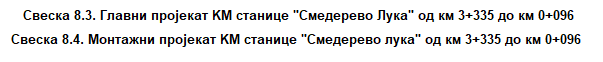 Свеска 8.3. Главни пројекат КМ станице "Смедерево Лука" од км 3+335 до км 0+096
Свеска 8.4. Монтажни пројекат КМ станице "Смедерево лука" од км 3+335 до км 0+096